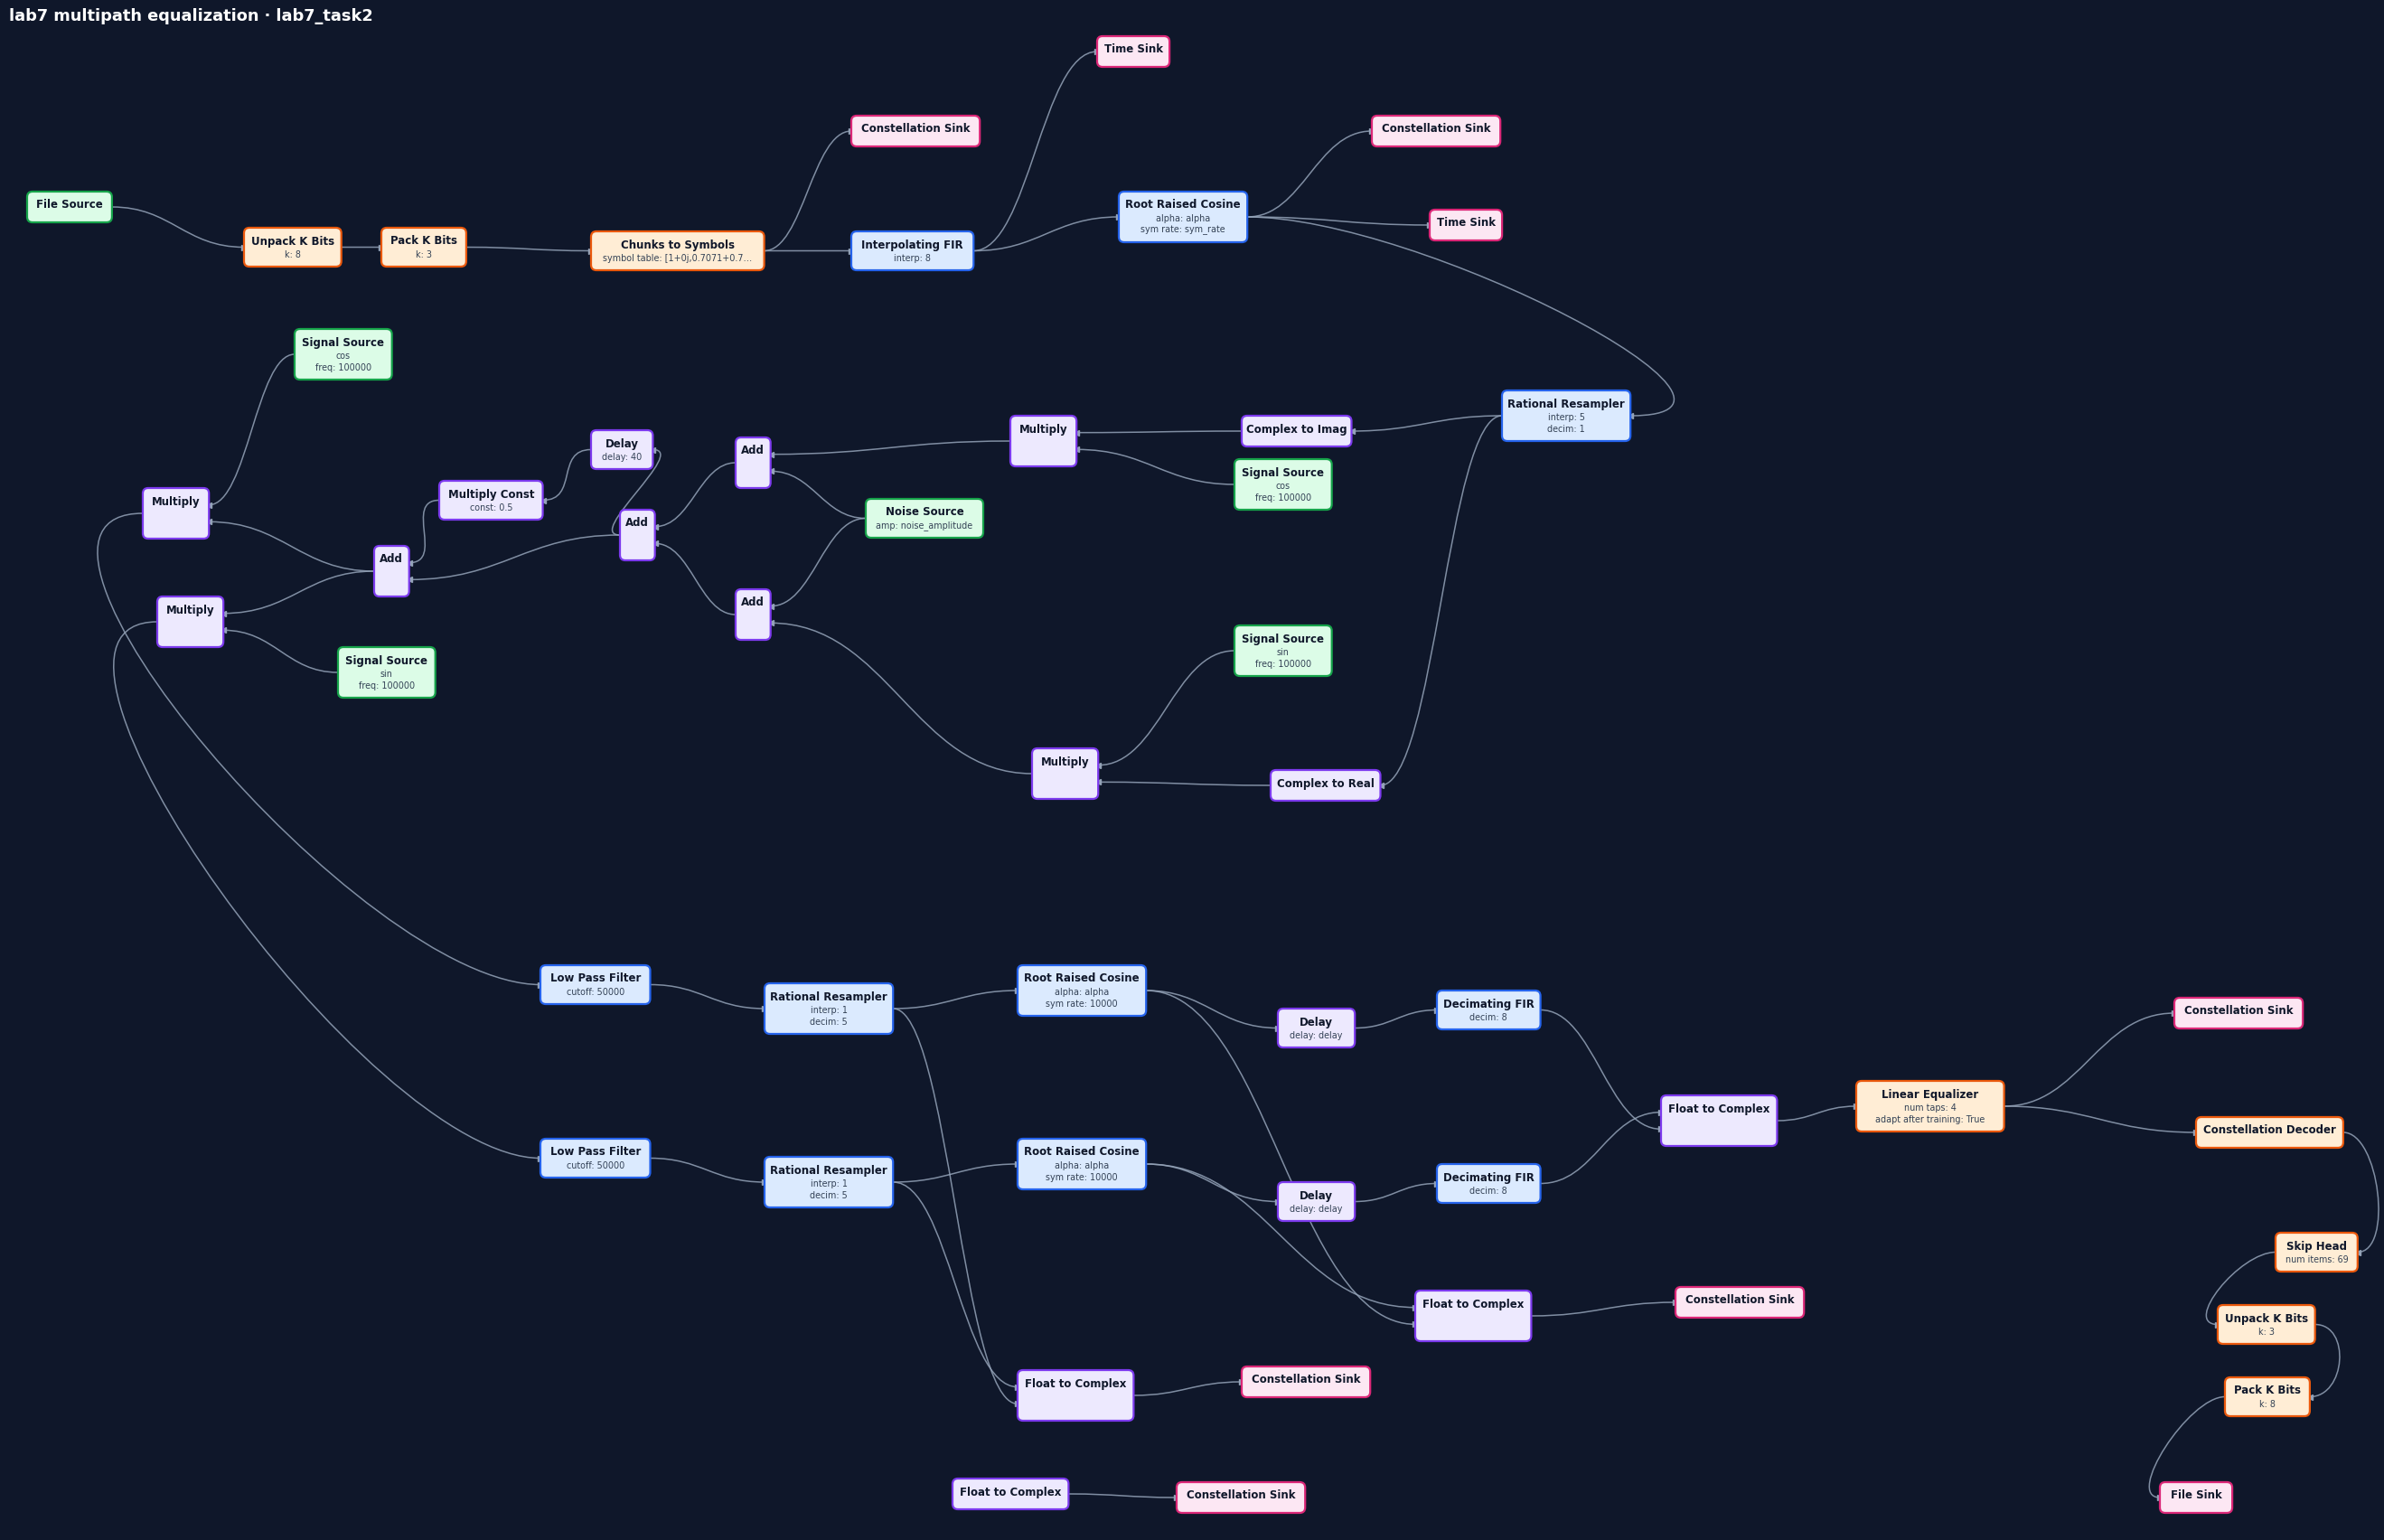 lab7 multipath equalization · lab7_task2
Time Sink
Constellation Sink
Constellation Sink
File Source
Root Raised Cosine
alpha: alpha
sym rate: sym_rate
Time Sink
Unpack K Bits
k: 8
Pack K Bits
k: 3
Chunks to Symbols
symbol table: [1+0j,0.7071+0.7...
Interpolating FIR
interp: 8
Signal Source
cos
freq: 100000
Rational Resampler
interp: 5
decim: 1
Delay
delay: 40
Add
Multiply
Complex to Imag
Signal Source
cos
freq: 100000
Multiply Const
const: 0.5
Multiply
Add
Noise Source
amp: noise_amplitude
Add
Multiply
Add
Signal Source
sin
freq: 100000
Signal Source
sin
freq: 100000
Multiply
Complex to Real
Low Pass Filter
cutoff: 50000
Rational Resampler
interp: 1
decim: 5
Root Raised Cosine
alpha: alpha
sym rate: 10000
Delay
delay: delay
Decimating FIR
decim: 8
Constellation Sink
Linear Equalizer
num taps: 4
adapt after training: True
Float to Complex
Constellation Decoder
Low Pass Filter
cutoff: 50000
Rational Resampler
interp: 1
decim: 5
Root Raised Cosine
alpha: alpha
sym rate: 10000
Delay
delay: delay
Decimating FIR
decim: 8
Skip Head
num items: 69
Float to Complex
Constellation Sink
Unpack K Bits
k: 3
Float to Complex
Constellation Sink
Pack K Bits
k: 8
Float to Complex
Constellation Sink
File Sink